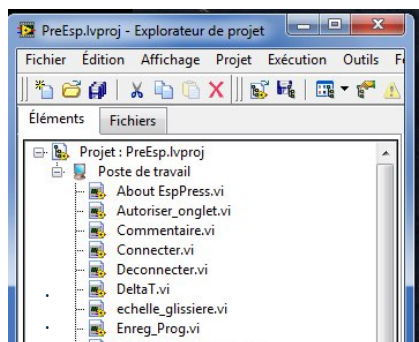 PreEsp.lvproj - Explorateur de projet
Fichier Édition Affichage Projet Exécution Outils
Éléments Fichiers
Projet : PreEsp.lvproj
Poste de travail
About EspPress.vi
Autoriser_onglet.vi
Commentaire.vi
Connecter.vi
Deconnecter.vi
DeltaT.vi
echelle_glissiere.vi
Enreg_Prog.vi